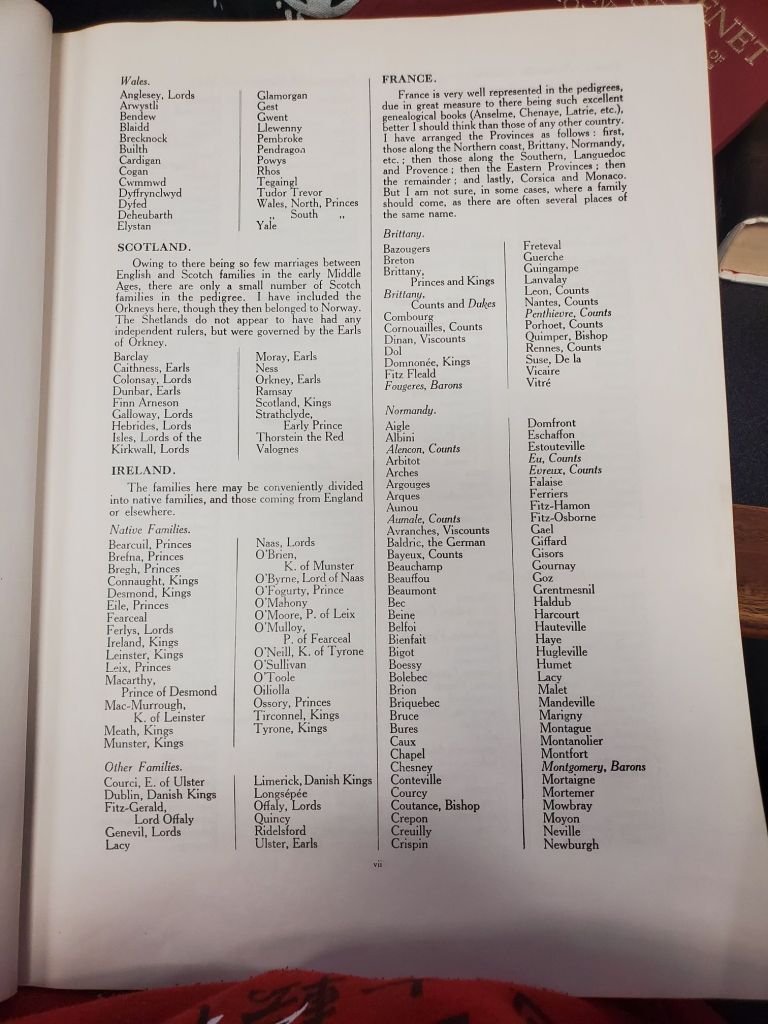 Wales.
Anglesey, Lords
Arwystli
Bendew
Blaidd
Brecknock
Builth
Cardigan
Cogan
Cwmmwd
Dyffrynclwyd
Dyfed
Deheubarth
Elystan
Glamorgan
Gest
Gwent
Llewenny
Pembroke
Pendragon
Powys
Rhos
Tegaingl
Tudor Trevor
Wales, North, Princes
„ South „
Yale
SCOTLAND.
Owing to there being so few marriages between
English and Scotch families in the early Middle
Ages, there are only a small number of Scotch
families in the pedigree. I have included the
Orkneys here, though they then belonged to Norway.
The Shetlands do not appear to have had any
independent rulers, but were governed by the Earls
of Orkney.
Barclay
Caithness, Earls
Colonsay, Lords
Dunbar, Earls
Finn Arneson
Galloway, Lords
Hebrides, Lords
Isles, Lords of the
Kirkwall, Lords
Moray, Earls
Ness
Orkney, Earls
Ramsay
Scotland, Kings
Strathclyde,
Early Prince
Thorstein the Red
Valognes
IRELAND.
The families here may be conveniently divided
into native families, and those coming from England
or elsewhere.
Native Families.
Bearcuil, Princes
Brefna, Princes
Bregh, Princes
Connaught, Kings
Desmond, Kings
Eile, Princes
Fearceal
Ferlys, Lords
Ireland, Kings
Leinster, Kings
Leix, Princes
Macarthy,
Prince of Desmond
Mac-Murrough,
K. of Leinster
Meath, Kings
Munster, Kings
Naas, Lords
O'Brien,
K. of Munster
O'Byrne, Lord of Naas
O'Fogurty, Prince
O'Mahony
O'Moore, P. of Leix
O'Mulloy,
P. of Fearceal
O'Neill, K. of Tyrone
O'Sullivan
O'Toole
Oiliolla
Ossory, Princes
Tirconnel, Kings
Tyrone, Kings
Other Families.
Courci, E. of Ulster
Dublin, Danish Kings
Fitz-Gerald,
Lord Offaly
Genevil, Lords
Lacy
Limerick, Danish Kings
Longsépée
Offaly, Lords
Quincy
Ridelsford
Ulster, Earls
FRANCE.
France is very well represented in the pedigrees,
due in great measure to there being such excellent
genealogical books (Anselme, Chenaye, Latrie, etc.),
better I should think than those of any other country.
I have arranged the Provinces as follows : first,
those along the Northern coast, Brittany, Normandy,
etc. ; then those along the Southern, Languedoc
and Provence ; then the Eastern Provinces ; then
the remainder ; and lastly, Corsica and Monaco.
But I am not sure, in some cases, where a family
should come, as there are often several places of
the same name.
Brittany.
Bazougers
Breton
Brittany,
Princes and Kings
Brittany,
Counts and Dukes
Combourg
Cornouailles, Counts
Dinan, Viscounts
Dol
Domnonée, Kings
Fitz Fleald
Fougeres, Barons
Freteval
Guerche
Guingampe
Lanvalay
Leon, Counts
Nantes, Counts
Penthievre, Counts
Porhoet, Counts
Quimper, Bishop
Rennes, Counts
Suse, De la
Vicaire
Vitré
Normandy.
Aigle
Albini
Alencon, Counts
Arbitot
Arches
Argouges
Arques
Aunou
Aumale, Counts
Avranches, Viscounts
Baldric, the German
Bayeux, Counts
Beauchamp
Beauffou
Beaumont
Bec
Beine
Belfoi
Bienfait
Bigot
Boessy
Bolebec
Brion
Briquebec
Bruce
Bures
Caux
Chapel
Chesney
Conteville
Courcy
Coutance, Bishop
Crepon
Creuilly
Crispin
Domfront
Eschaffon
Estouteville
Eu, Counts
Evreux, Counts
Falaise
Ferriers
Fitz-Hamon
Fitz-Osborne
Gael
Giffard
Gisors
Gournay
Goz
Grentmesnil
Haldub
Harcourt
Hauteville
Haye
Hugleville
Humet
Lacy
Malet
Mandeville
Marigny
Montague
Montanolier
Montfort
Montgomery, Barons
Mortaigne
Mortemer
Mowbray
Moyon
Neville
Newburgh
vii